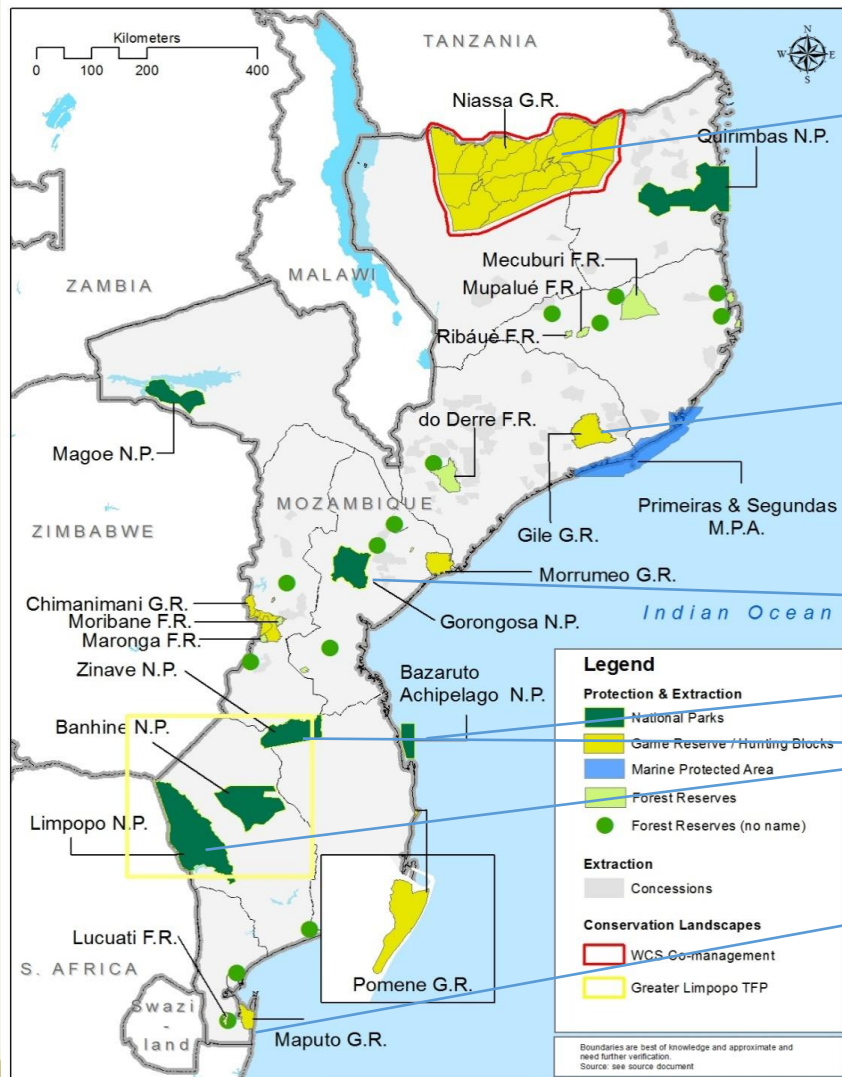 Kilometers
0 100 200 400
TANZANIA
N
W E
S
Niassa G.R.
Quirimbas N.P.
Mecuburi F.R.
Mupalué F.R.
MALAWI
ZAMBIA
Ribáué F.R.
do Derre F.R.
Magoe N.P.
MOZAMBIQUE
Primeiras & Segundas
M.P.A.
ZIMBABWE
Gile G.R.
Morrumeo G.R.
Chimanimani G.R.
Moribane F.R.
Gorongosa N.P.
Indian Ocean
Maronga F.R.
Zinave N.P.
Bazaruto
Achipelago N.P.
Banhine N.P.
Limpopo N.P.
Lucuati F.R.
S. AFRICA
Pomene G.R.
Swazi
-
land
Maputo G.R.
Legend
Protection & Extraction
National Parks
Game Reserve / Hunting Blocks
Marine Protected Area
Forest Reserves
Forest Reserves (no name)
Extraction
Concessions
Conservation Landscapes
WCS Co-management
Greater Limpopo TFP
Boundaries are best of knowledge and approximate and
need further verification.
Source: see source document